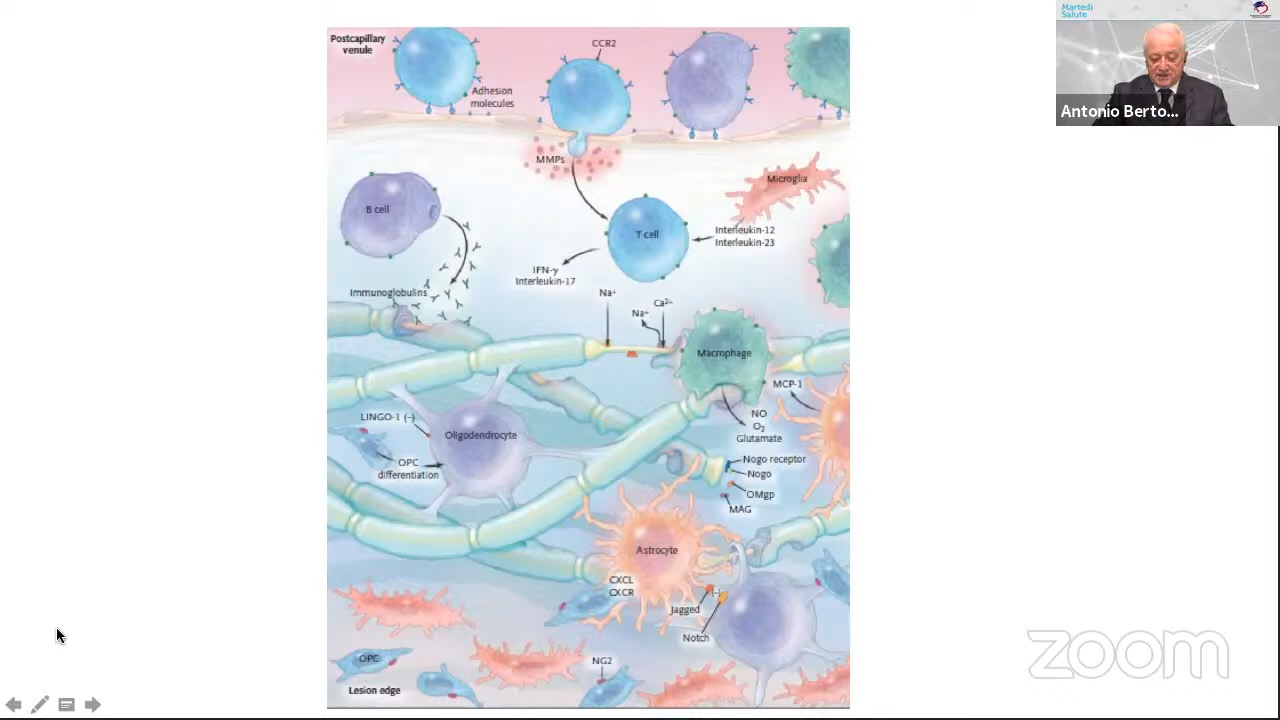 Martedì
Salute
Antonio Berto...
Postcapillary
venule
CCR2
Adhesion
molecules
MMPs
Microglia
B cell
T cell
Interleukin-12
Interleukin-23
IFN-γ
Interleukin-17
Immunoglobulins
Na⁺
Ca²⁺
Na⁺
Macrophage
MCP-1
LINGO-1 (–)
NO
O₂
Glutamate
Oligodendrocyte
OPC
differentiation
Nogo receptor
Nogo
OMgp
MAG
Astrocyte
CXCL
CXCR
Jagged
(–)
Notch
OPC
NG2
Lesion edge
zoom